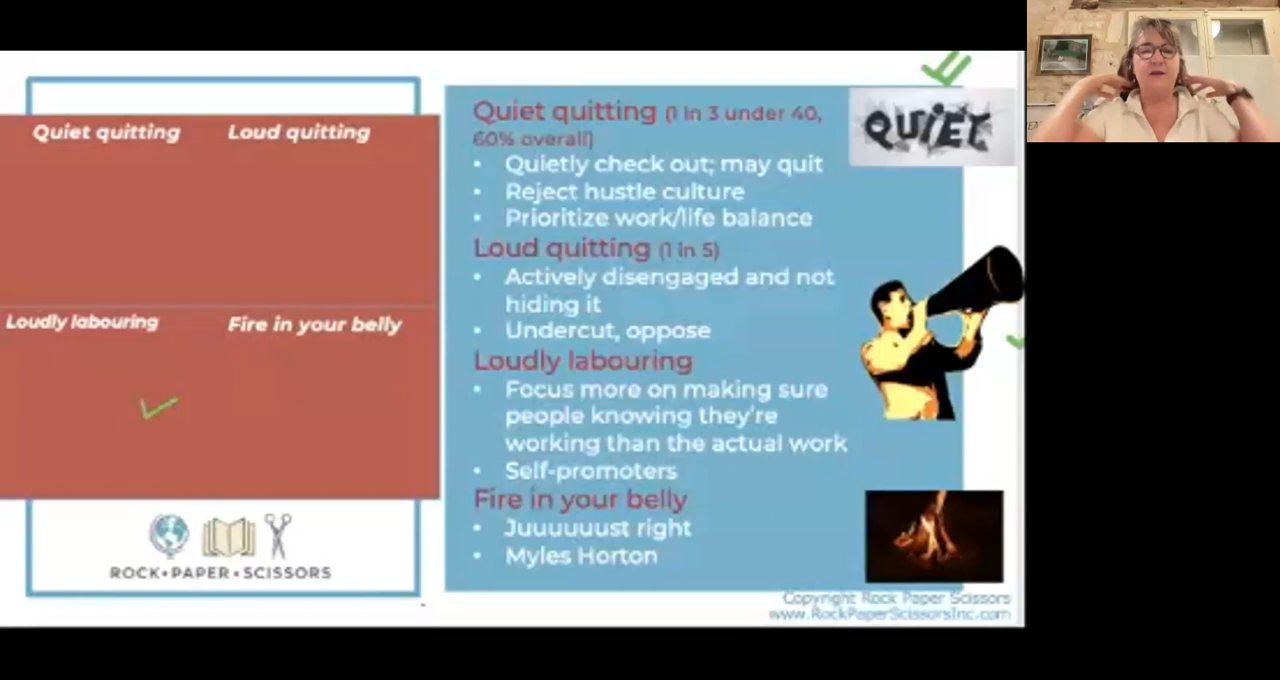 Quiet quitting Loud quitting
Loudly labouring Fire in your belly
ROCK•PAPER•SCISSORS
Quiet quitting (1 in 3 under 40,
60% overall)
• Quietly check out; may quit
• Reject hustle culture
• Prioritize work/life balance
Loud quitting (1 in 5)
• Actively disengaged and not
hiding it
• Undercut, oppose
Loudly labouring
• Focus more on making sure
people knowing they're
working than the actual work
• Self-promoters
Fire in your belly
• Juuuuuust right
• Myles Horton
QUiET
Copyright Rock Paper Scissors
www.RockPaperScissorsInc.com